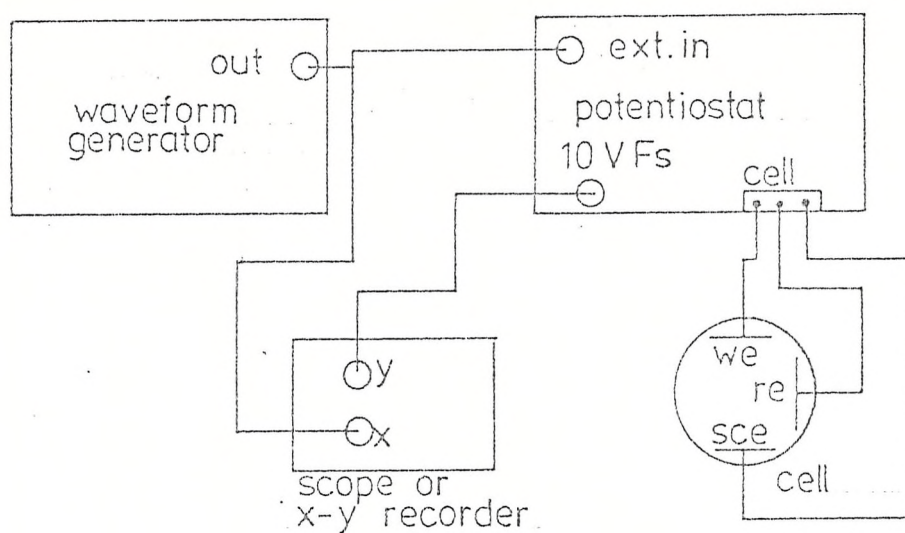 out
waveform
generator
ext.in
potentiostat
10 V Fs
cell
y
x
scope or
x-y recorder
we
re
sce
cell